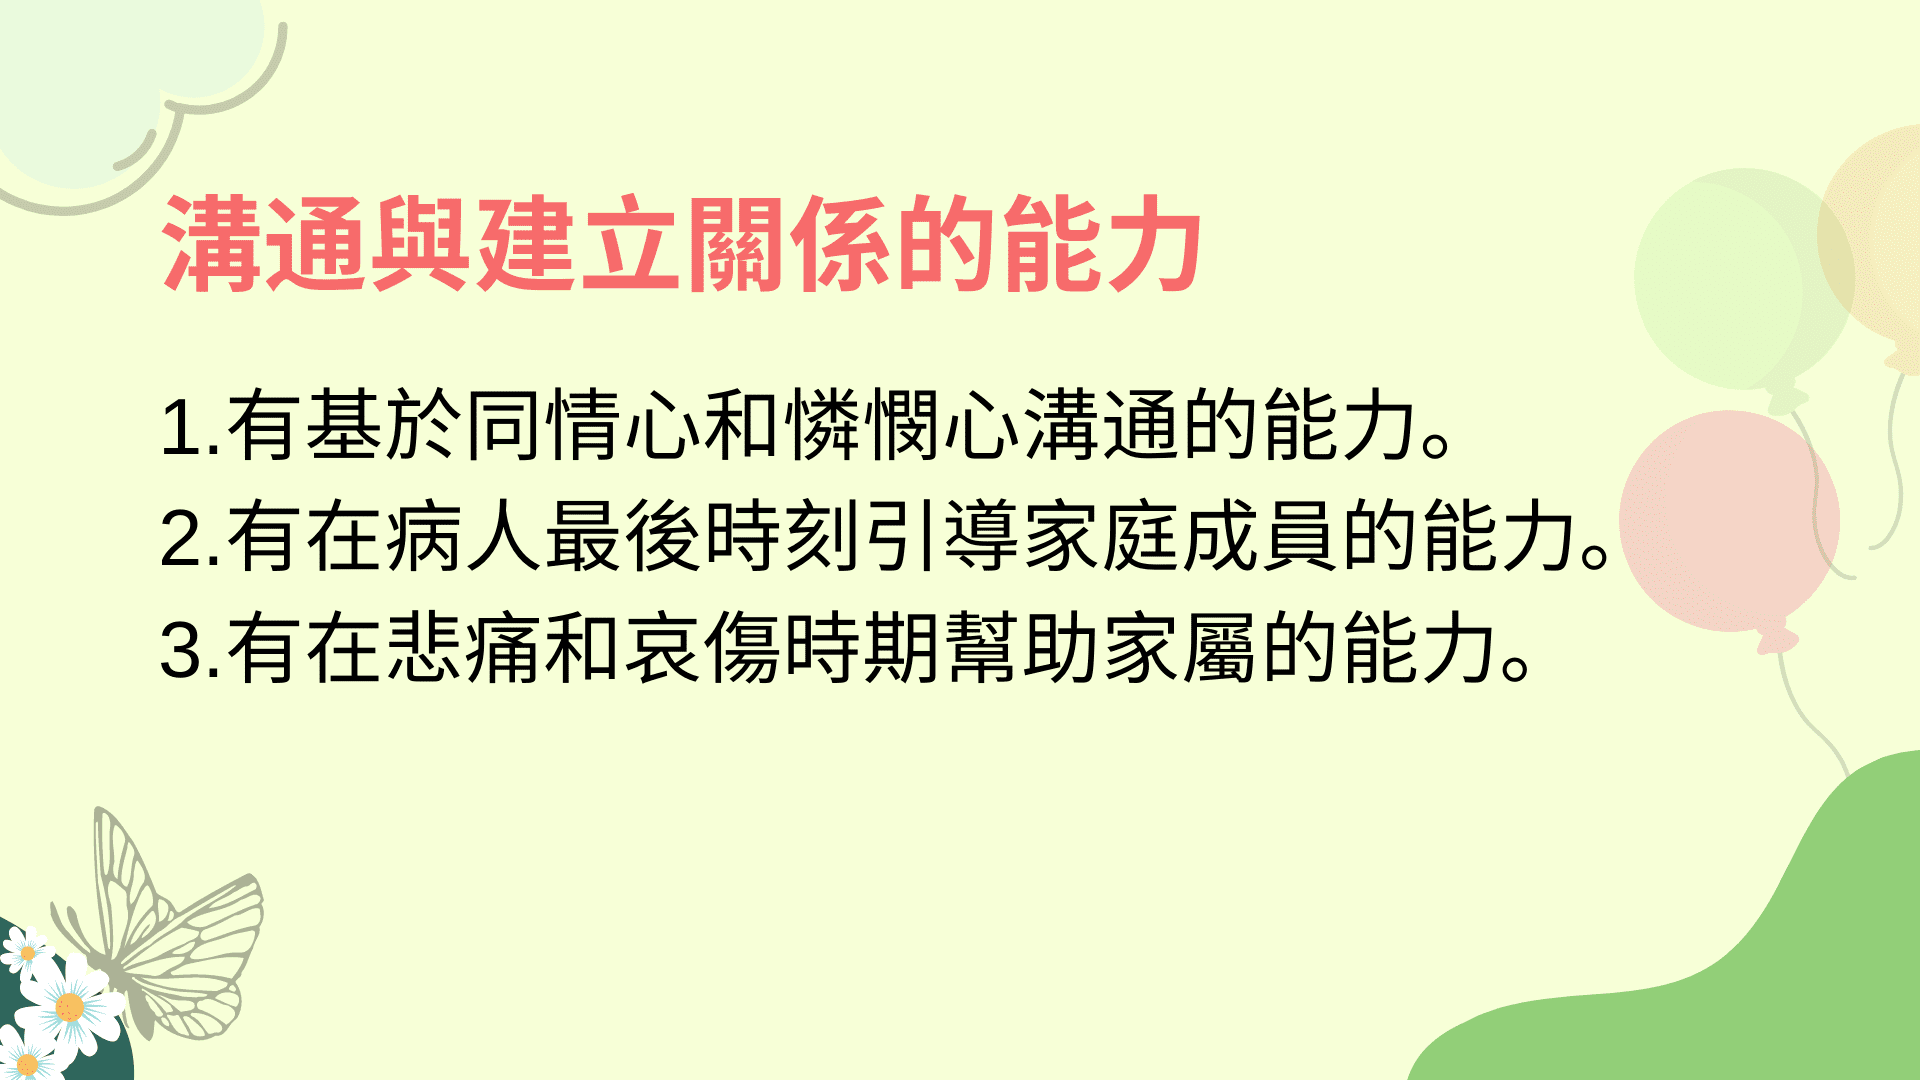 溝通與建立關係的能力
1.有基於同情心和憐憫心溝通的能力。
2.有在病人最後時刻引導家庭成員的能力。
3.有在悲痛和哀傷時期幫助家屬的能力。